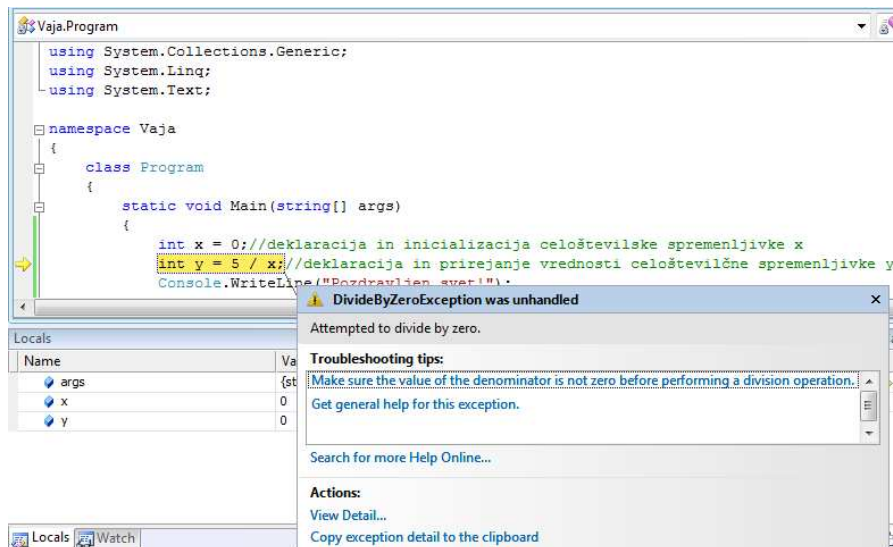 Vaja.Program
using System.Collections.Generic;
using System.Linq;
using System.Text;
namespace Vaja
{
class Program
{
static void Main(string[] args)
{
int x = 0;//deklaracija in inicializacija celoštevilske spremenljivke x
int y = 5 / x;//deklaracija in prirejanje vrednosti celoštevilčne spremenljivke y
Console.WriteLine("Pozdravljen svet!");
DivideByZeroException was unhandled
Attempted to divide by zero.
Troubleshooting tips:
Make sure the value of the denominator is not zero before performing a division operation.
Get general help for this exception.
Search for more Help Online...
Actions:
View Detail...
Copy exception detail to the clipboard
Locals
Name Va
args {st
x 0
y 0
Locals Watch